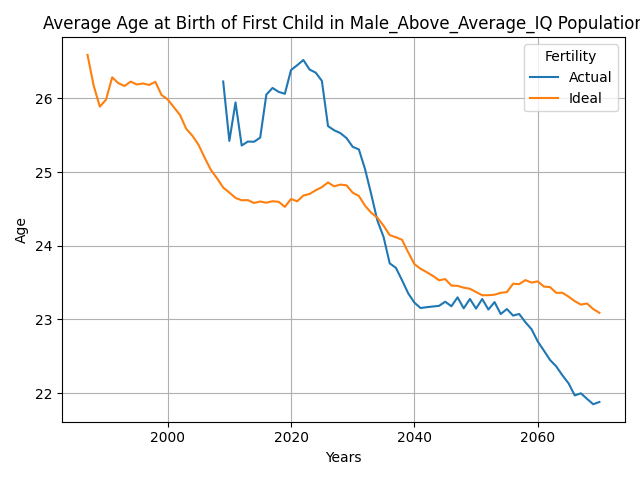 Average Age at Birth of First Child in Male_Above_Average_IQ Population
Fertility
Actual
Ideal
26
25
24
23
22
Age
2000
2020
2040
2060
Years